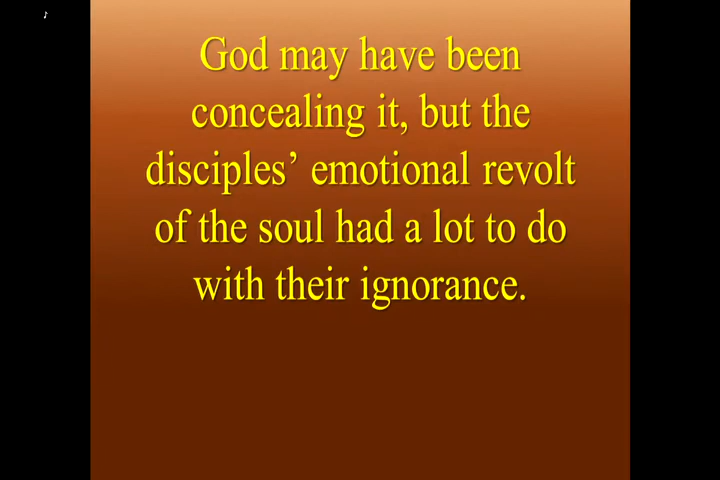 ♪
God may have been
concealing it, but the
disciples’ emotional revolt
of the soul had a lot to do
with their ignorance.